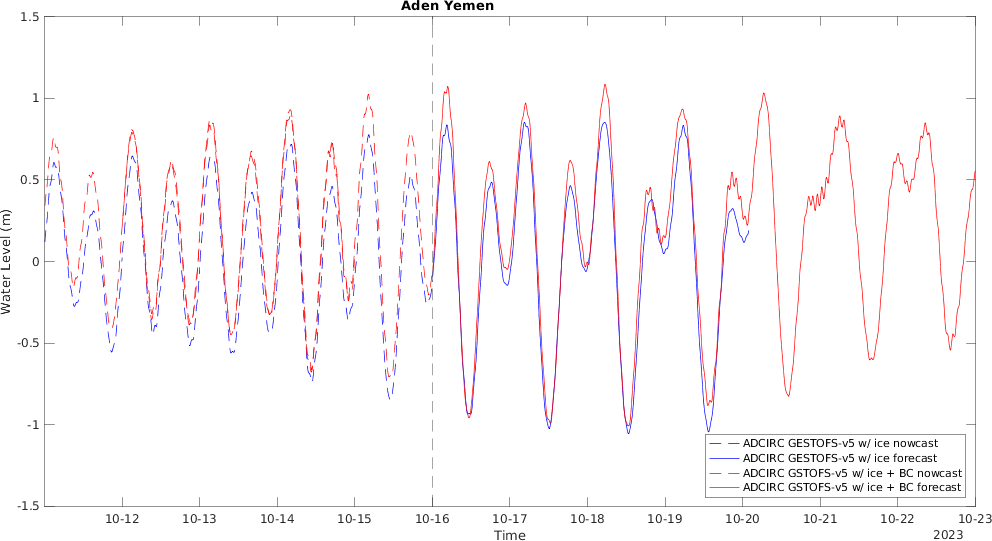 Aden Yemen
1.5
1
0.5
0
-0.5
-1
-1.5
Water Level (m)
ADCIRC GESTOFS-v5 w/ ice nowcast
ADCIRC GESTOFS-v5 w/ ice forecast
ADCIRC GSTOFS-v5 w/ ice + BC nowcast
ADCIRC GSTOFS-v5 w/ ice + BC forecast
10-12 10-13 10-14 10-15 10-16 10-17 10-18 10-19 10-20 10-21 10-22 10-23
Time
2023